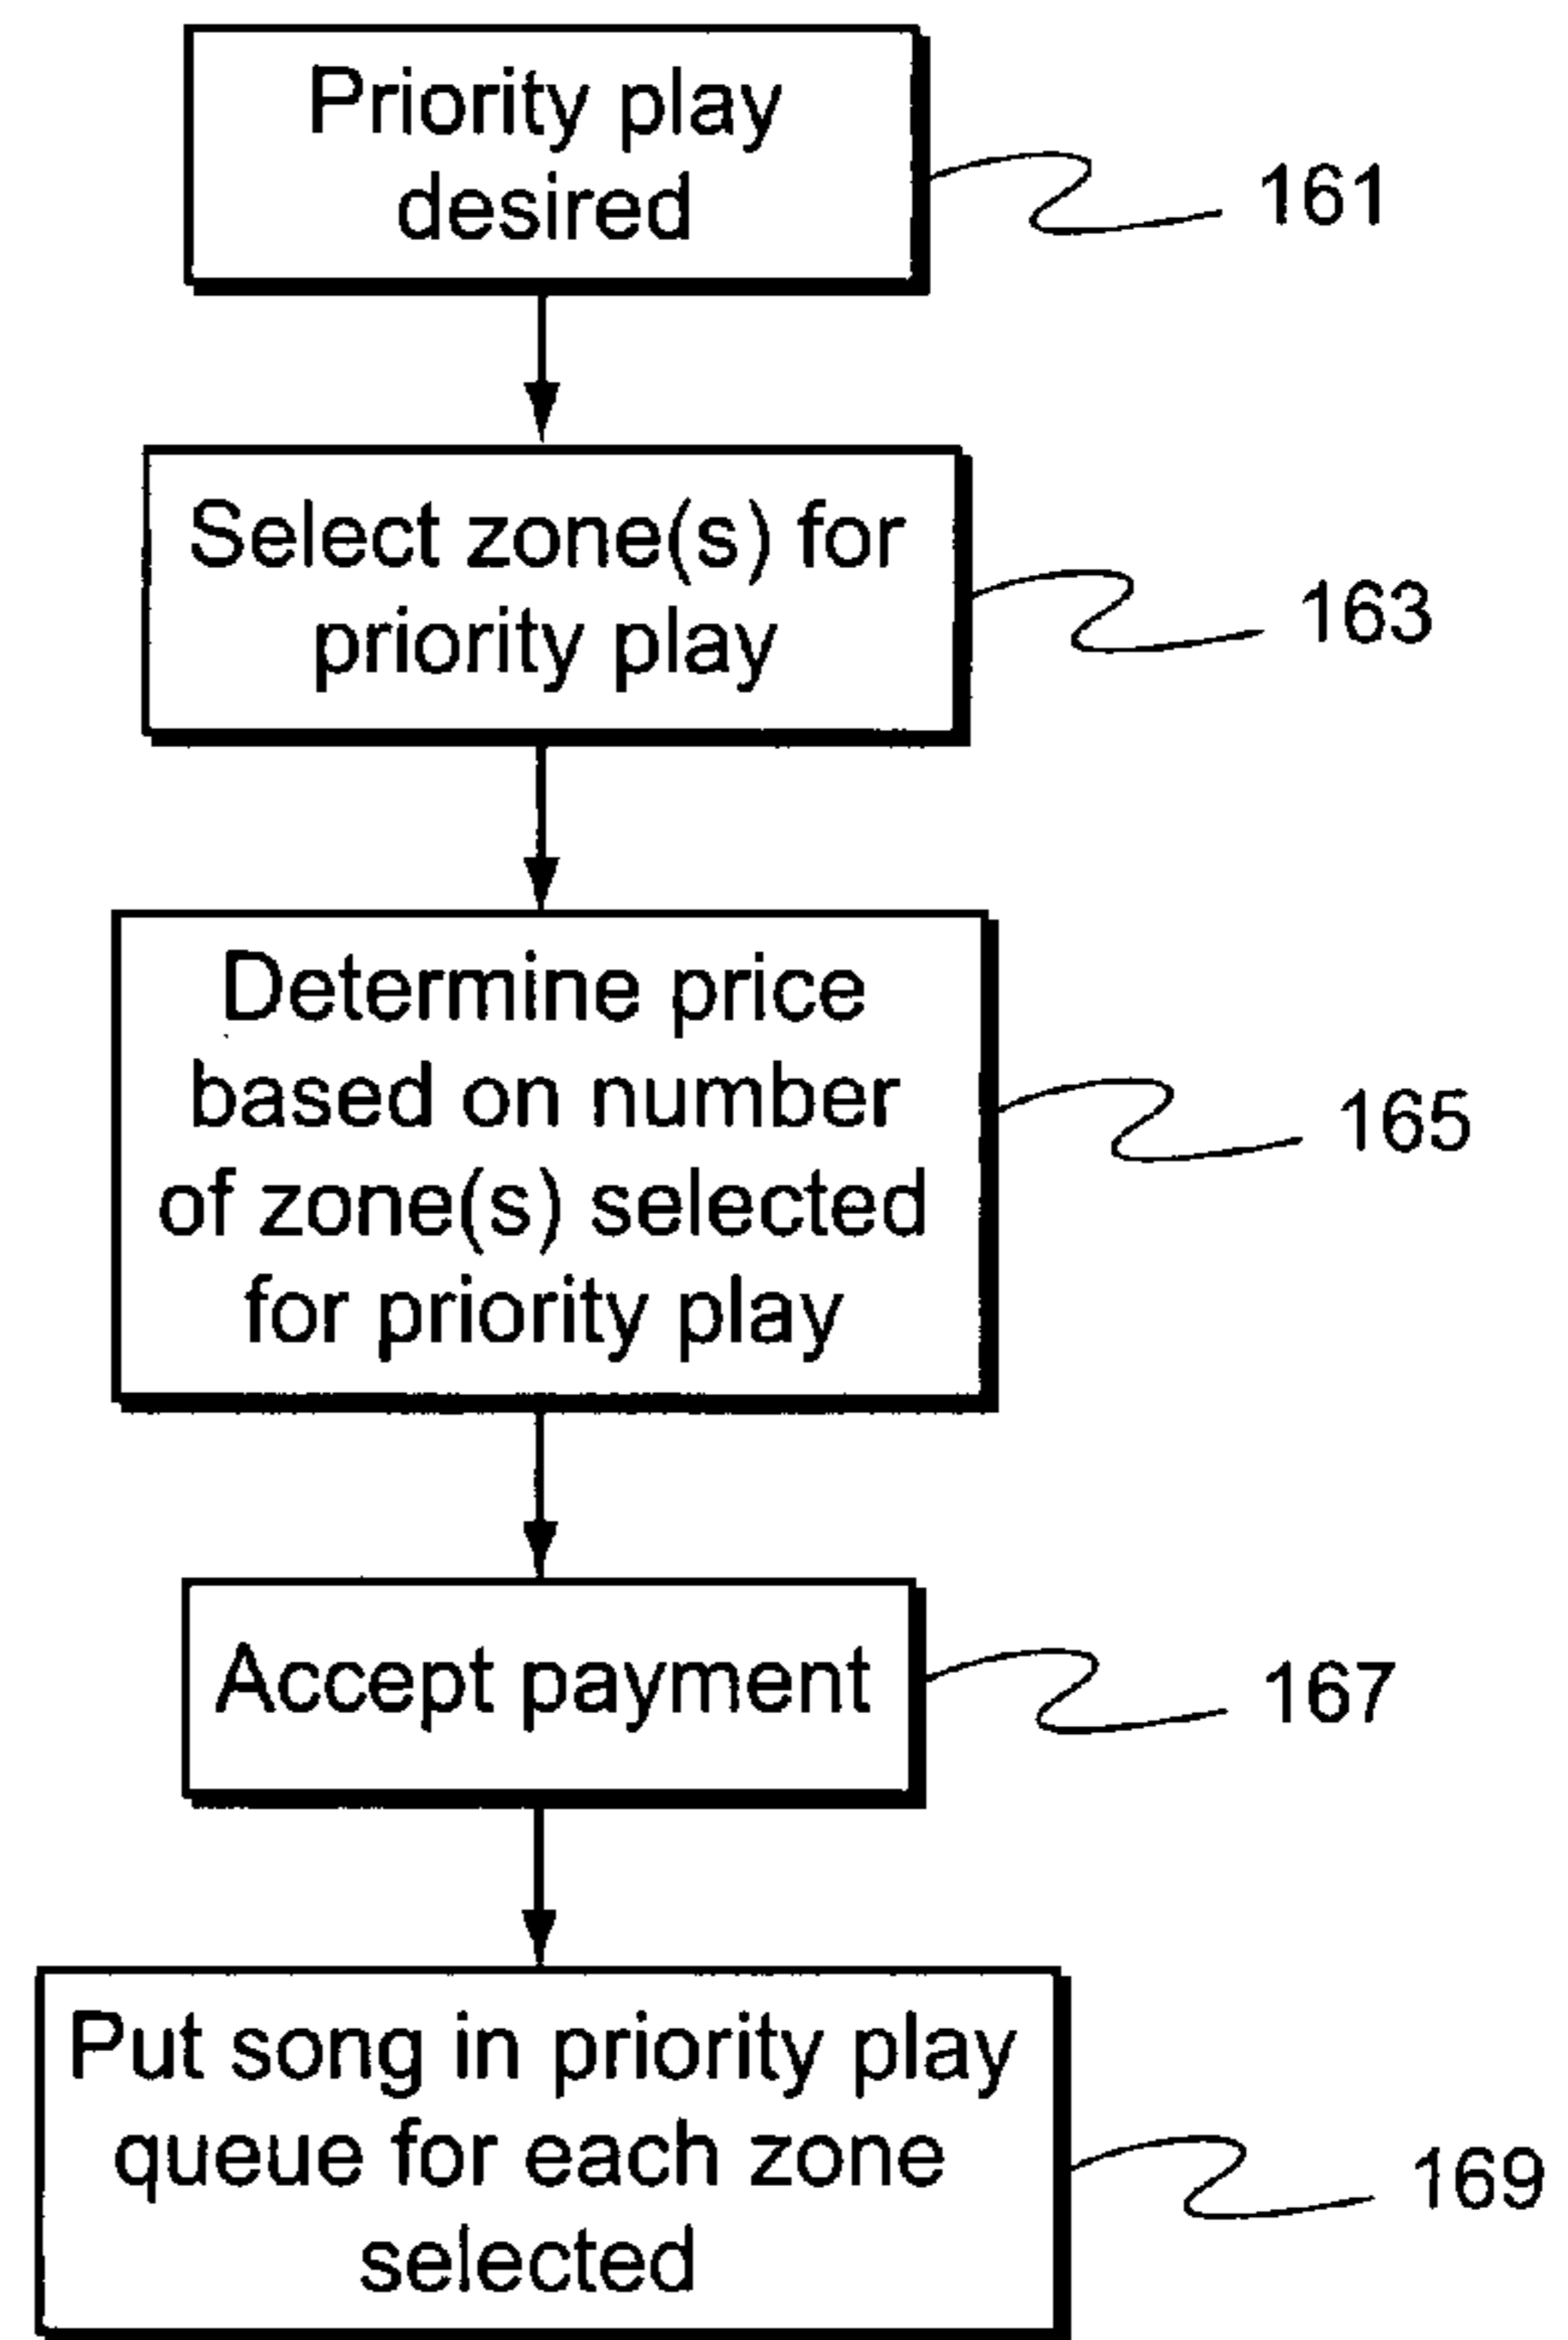 Priority play
desired
161
Select zone(s) for
priority play
163
Determine price
based on number
of zone(s) selected
for priority play
165
Accept payment
167
Put song in priority play
queue for each zone
selected
169